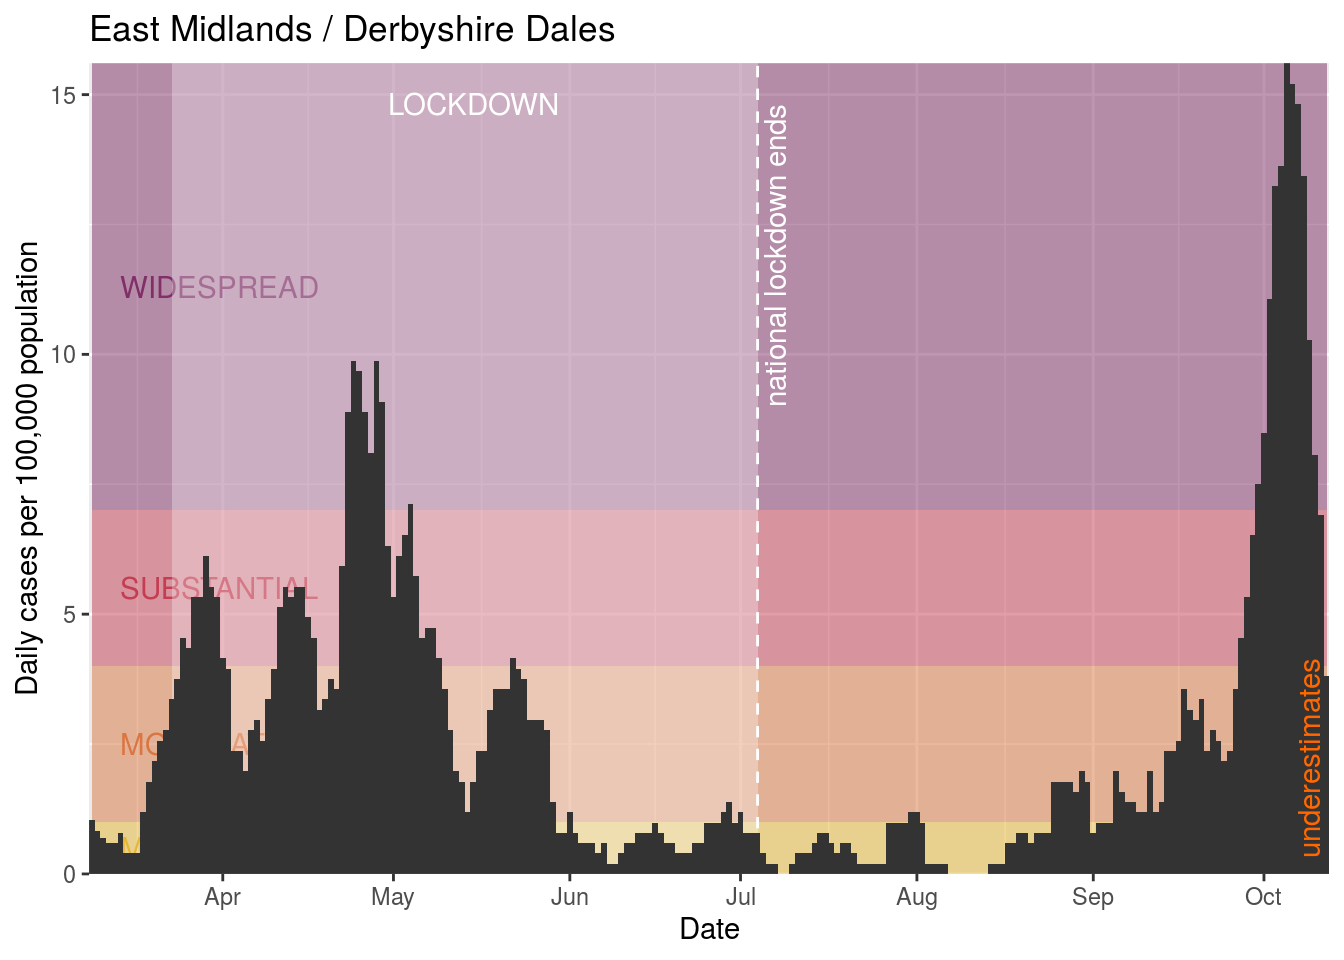 East Midlands / Derbyshire Dales
Daily cases per 100,000 population
15
10
5
0
LOCKDOWN
national lockdown ends
WIDESPREAD
SUBSTANTIAL
underestimates
Apr
May
Jun
Jul
Aug
Sep
Oct
Date